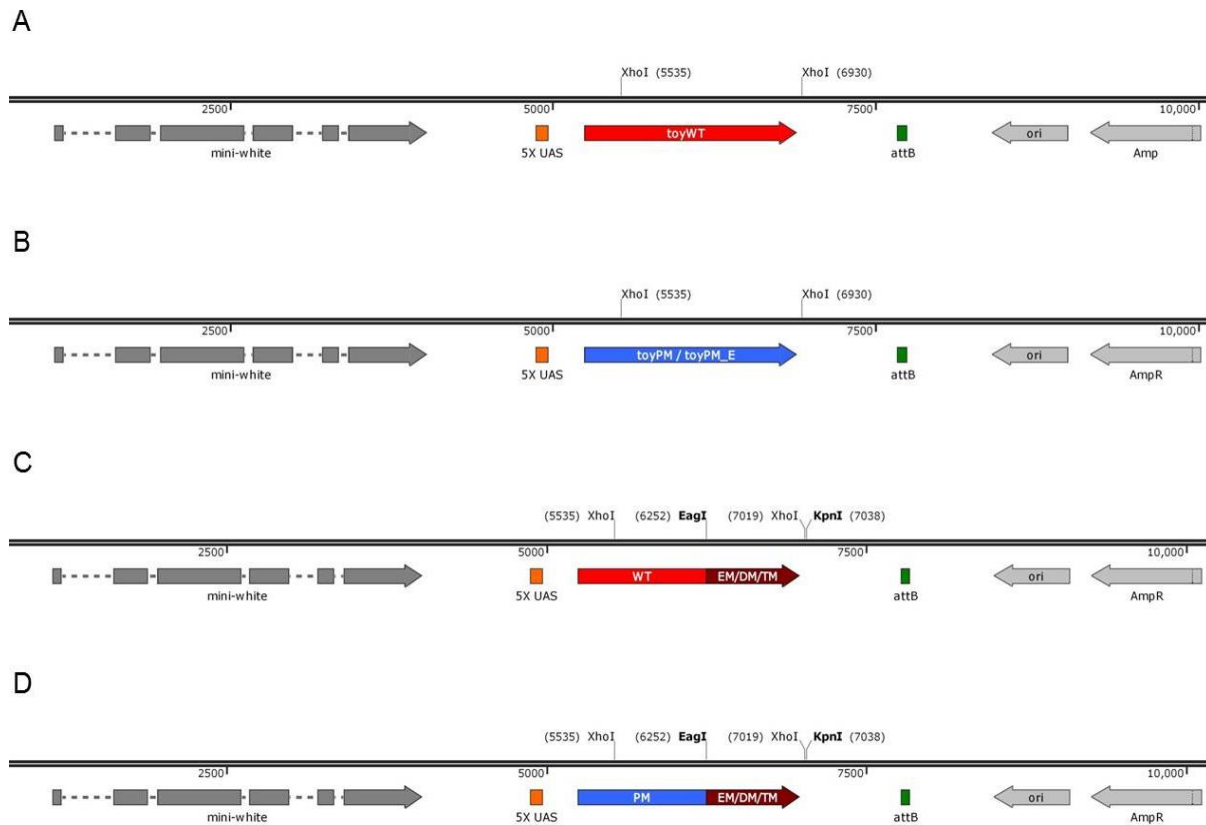 A
XhoI (5535) XhoI (6930)
2500 5000 7500 10,000
toyWT ori
mini-white 5X UAS attB Amp
B
XhoI (5535) XhoI (6930)
2500 5000 7500 10,000
toyPM / toyPM_E ori
mini-white 5X UAS attB AmpR
C
(5535) XhoI (6252) EagI (7019) XhoI KpnI (7038)
2500 5000 7500 10,000
WT EM/DM/TM ori
mini-white 5X UAS attB AmpR
D
(5535) XhoI (6252) EagI (7019) XhoI KpnI (7038)
2500 5000 7500 10,000
PM EM/DM/TM ori
mini-white 5X UAS attB AmpR